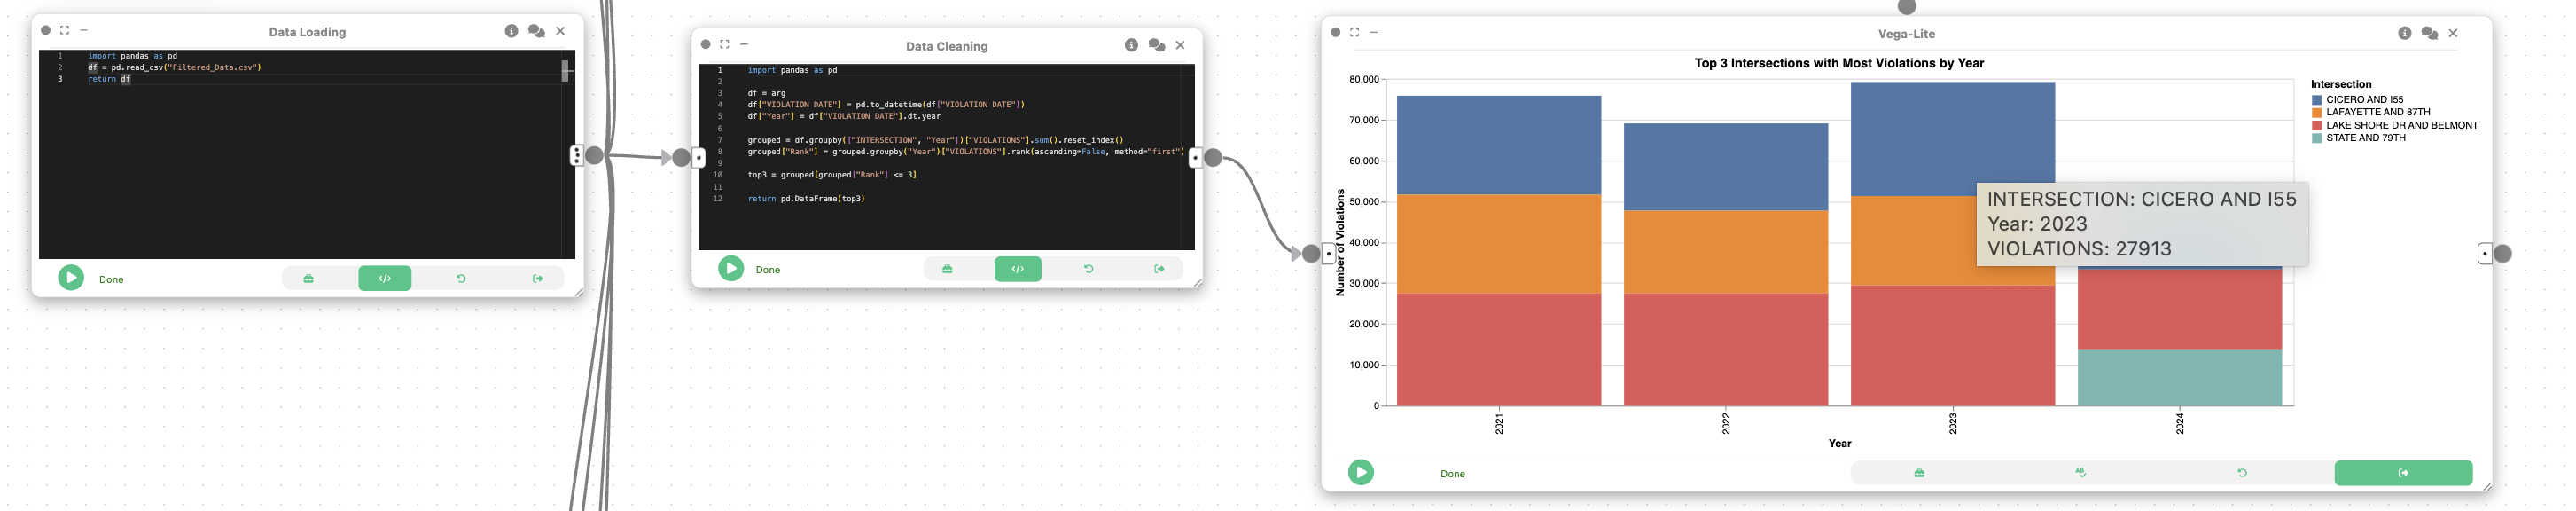 Data Loading
1 import pandas as pd
2 df = pd.read_csv("Filtered_Data.csv")
3 return df
Done
</>
Data Cleaning
1 import pandas as pd
2
3 df = arg
4 df["VIOLATION DATE"] = pd.to_datetime(df["VIOLATION DATE"])
5 df["Year"] = df["VIOLATION DATE"].dt.year
6
7 grouped = df.groupby(["INTERSECTION", "Year"])["VIOLATIONS"].sum().reset_index()
8 grouped["Rank"] = grouped.groupby("Year")["VIOLATIONS"].rank(ascending=False, method="first")
9
10 top3 = grouped[grouped["Rank"] <= 3]
11
12 return pd.DataFrame(top3)
Done
</>
Vega-Lite
Top 3 Intersections with Most Violations by Year
80,000
70,000
60,000
50,000
40,000
30,000
20,000
10,000
0
Number of Violations
2021
2022
2023
2024
Year
Intersection
CICERO AND I55
LAFAYETTE AND 87TH
LAKE SHORE DR AND BELMONT
STATE AND 79TH
INTERSECTION: CICERO AND I55
Year: 2023
VIOLATIONS: 27913
Done